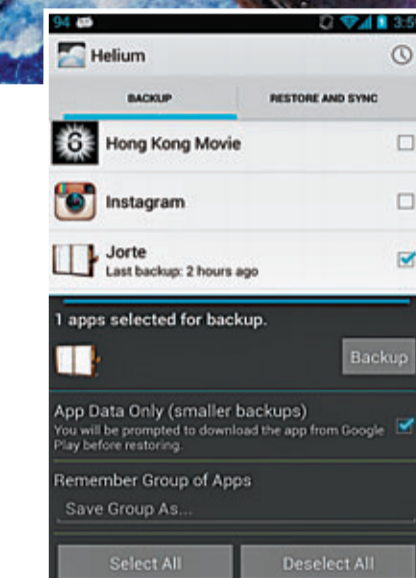 94 3:5
Helium
BACKUP RESTORE AND SYNC
6 Hong Kong Movie
Instagram
Jorte
Last backup: 2 hours ago
1 apps selected for backup.
Backup
App Data Only (smaller backups)
You will be prompted to download the app from Google
Play before restoring.
Remember Group of Apps
Save Group As...
Select All Deselect All